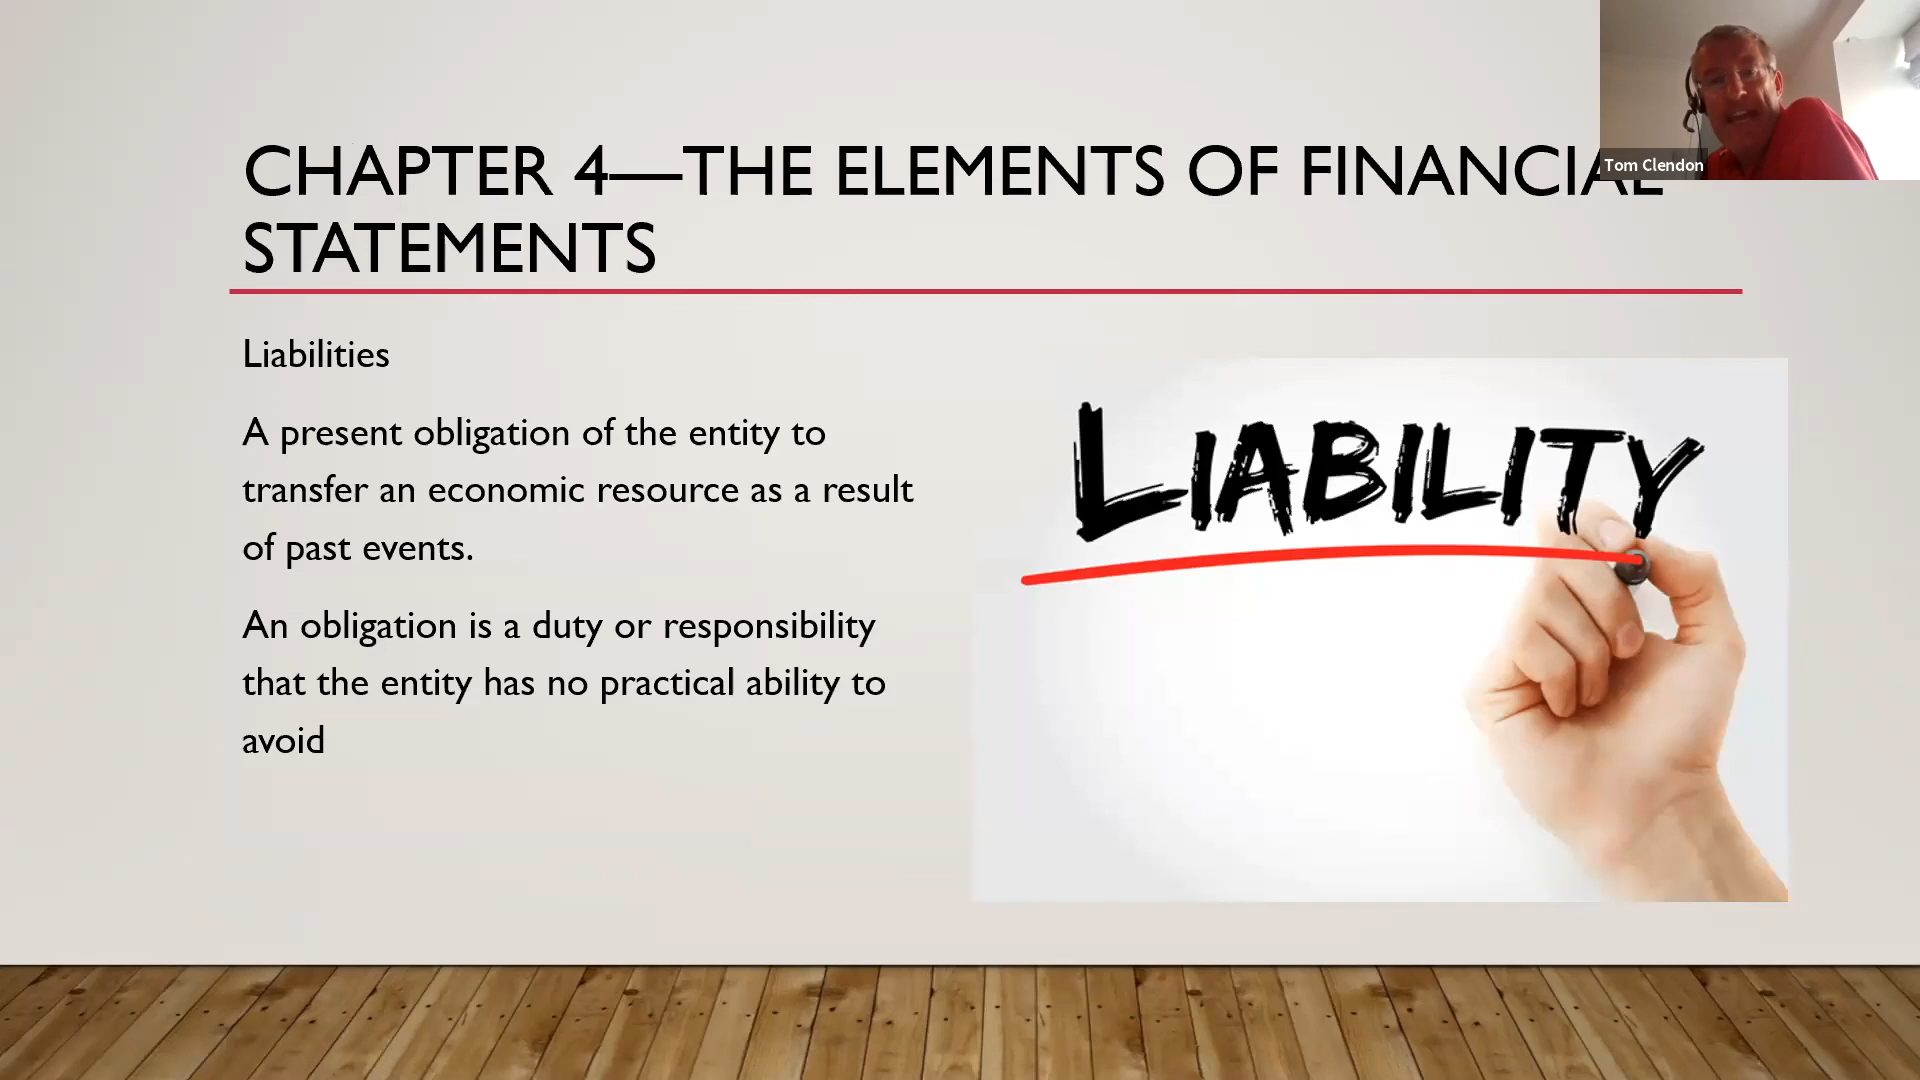 CHAPTER 4—THE ELEMENTS OF FINANCIAL
STATEMENTS
Tom Clendon
Liabilities
A present obligation of the entity to
transfer an economic resource as a result
of past events.
An obligation is a duty or responsibility
that the entity has no practical ability to
avoid
LIABILITY